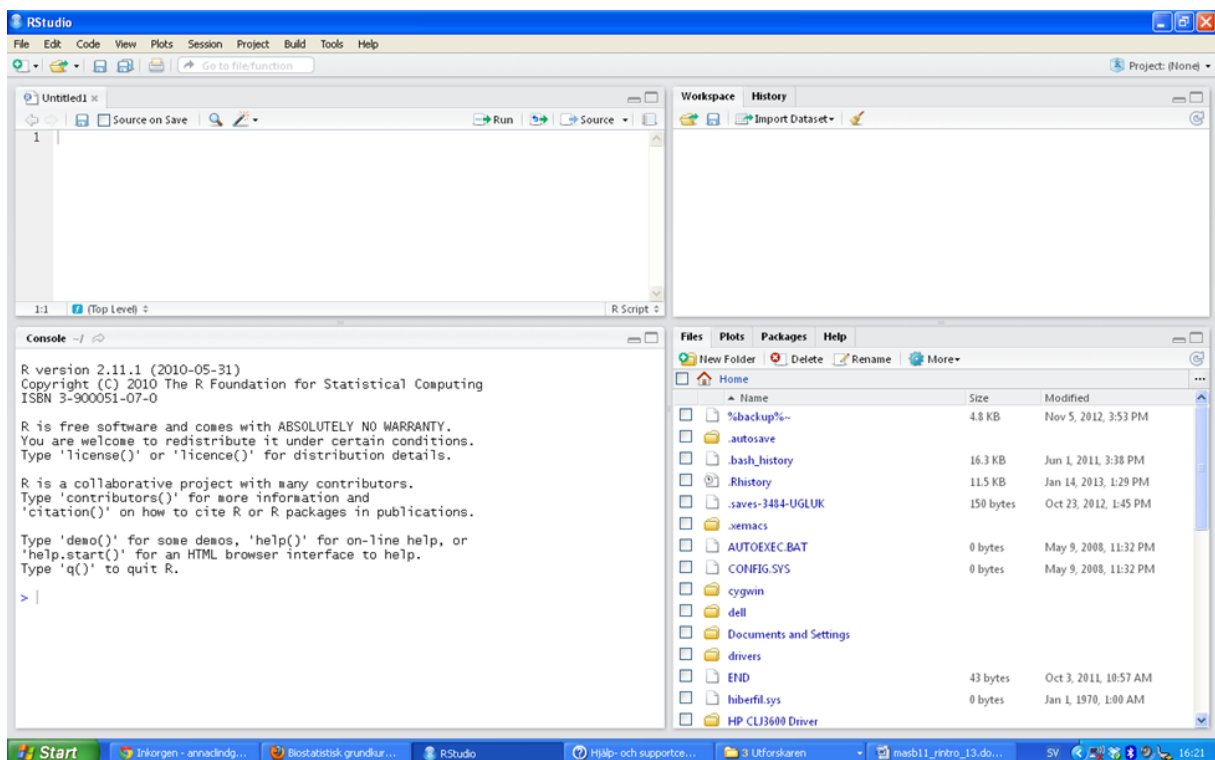 RStudio
File Edit Code View Plots Session Project Build Tools Help
Go to file/function
Project: (None)
Untitled1
Source on Save
Run
Source
1
1:1
(Top Level)
R Script
Console ~/
R version 2.11.1 (2010-05-31)
Copyright (C) 2010 The R Foundation for Statistical Computing
ISBN 3-900051-07-0
R is free software and comes with ABSOLUTELY NO WARRANTY.
You are welcome to redistribute it under certain conditions.
Type 'license()' or 'licence()' for distribution details.
R is a collaborative project with many contributors.
Type 'contributors()' for more information and
'citation()' on how to cite R or R packages in publications.
Type 'demo()' for some demos, 'help()' for on-line help, or
'help.start()' for an HTML browser interface to help.
Type 'q()' to quit R.
>
Workspace History
Import Dataset
Files Plots Packages Help
New Folder Delete Rename More
Home
Name Size Modified
%backup%~ 4.8 KB Nov 5, 2012, 3:53 PM
.autosave
.bash_history 16.3 KB Jun 1, 2011, 3:38 PM
.Rhistory 11.5 KB Jan 14, 2013, 1:29 PM
.saves-3484-UGLUK 150 bytes Oct 23, 2012, 1:45 PM
.xemacs
AUTOEXEC.BAT 0 bytes May 9, 2008, 11:32 PM
CONFIG.SYS 0 bytes May 9, 2008, 11:32 PM
cygwin
dell
Documents and Settings
drivers
END 43 bytes Oct 3, 2011, 10:57 AM
hiberfil.sys 0 bytes Jan 1, 1970, 1:00 AM
HP CLJ3600 Driver
Start
Inkorgen - annaclindg...
Biostatistisk grundkur...
RStudio
Hjälp- och supportce...
3 Utforskaren
masb11_rintro_13.do...
SV
16:21